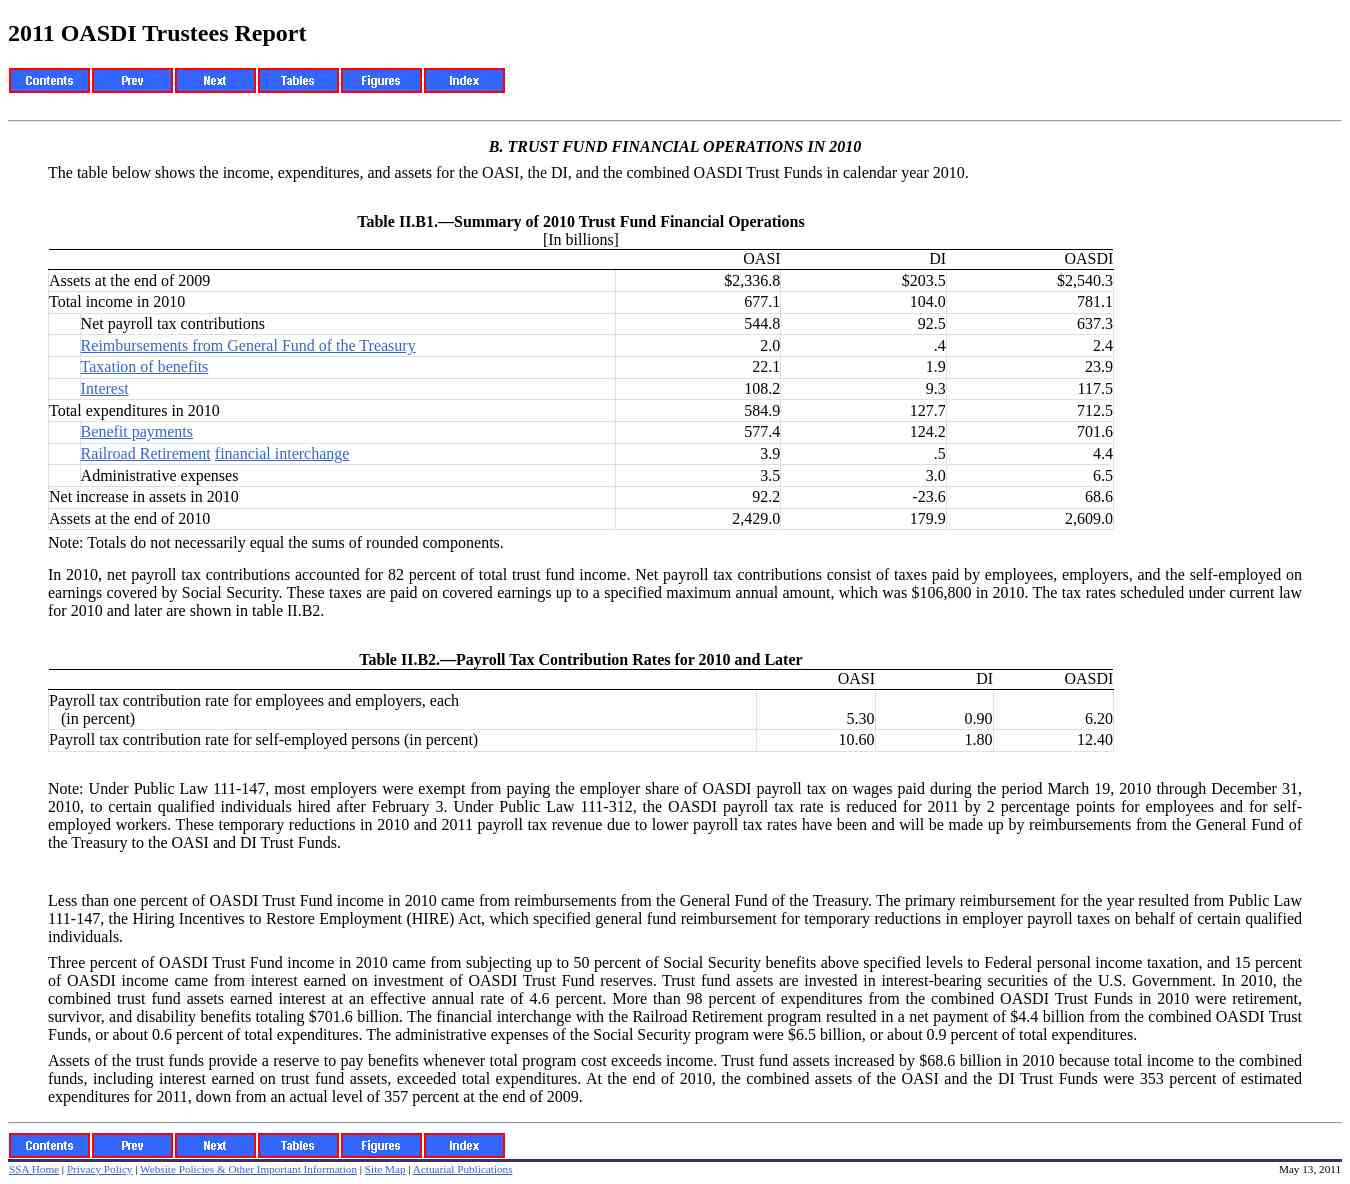 2011 OASDI Trustees Report
Contents Prev Next Tables Figures Index
B. TRUST FUND FINANCIAL OPERATIONS IN 2010
The table below shows the income, expenditures, and assets for the OASI, the DI, and the combined OASDI Trust Funds in calendar year 2010.
Table II.B1.—Summary of 2010 Trust Fund Financial Operations
[In billions]
OASI DI OASDI
Assets at the end of 2009 $2,336.8 $203.5 $2,540.3
Total income in 2010 677.1 104.0 781.1
Net payroll tax contributions 544.8 92.5 637.3
Reimbursements from General Fund of the Treasury 2.0 .4 2.4
Taxation of benefits 22.1 1.9 23.9
Interest 108.2 9.3 117.5
Total expenditures in 2010 584.9 127.7 712.5
Benefit payments 577.4 124.2 701.6
Railroad Retirement financial interchange 3.9 .5 4.4
Administrative expenses 3.5 3.0 6.5
Net increase in assets in 2010 92.2 -23.6 68.6
Assets at the end of 2010 2,429.0 179.9 2,609.0
Note: Totals do not necessarily equal the sums of rounded components.
In 2010, net payroll tax contributions accounted for 82 percent of total trust fund income. Net payroll tax contributions consist of taxes paid by employees, employers, and the self-employed on
earnings covered by Social Security. These taxes are paid on covered earnings up to a specified maximum annual amount, which was $106,800 in 2010. The tax rates scheduled under current law
for 2010 and later are shown in table II.B2.
Table II.B2.—Payroll Tax Contribution Rates for 2010 and Later
OASI DI OASDI
Payroll tax contribution rate for employees and employers, each
(in percent) 5.30 0.90 6.20
Payroll tax contribution rate for self-employed persons (in percent) 10.60 1.80 12.40
Note: Under Public Law 111-147, most employers were exempt from paying the employer share of OASDI payroll tax on wages paid during the period March 19, 2010 through December 31,
2010, to certain qualified individuals hired after February 3. Under Public Law 111-312, the OASDI payroll tax rate is reduced for 2011 by 2 percentage points for employees and for self-
employed workers. These temporary reductions in 2010 and 2011 payroll tax revenue due to lower payroll tax rates have been and will be made up by reimbursements from the General Fund of
the Treasury to the OASI and DI Trust Funds.
Less than one percent of OASDI Trust Fund income in 2010 came from reimbursements from the General Fund of the Treasury. The primary reimbursement for the year resulted from Public Law
111-147, the Hiring Incentives to Restore Employment (HIRE) Act, which specified general fund reimbursement for temporary reductions in employer payroll taxes on behalf of certain qualified
individuals.
Three percent of OASDI Trust Fund income in 2010 came from subjecting up to 50 percent of Social Security benefits above specified levels to Federal personal income taxation, and 15 percent
of OASDI income came from interest earned on investment of OASDI Trust Fund reserves. Trust fund assets are invested in interest-bearing securities of the U.S. Government. In 2010, the
combined trust fund assets earned interest at an effective annual rate of 4.6 percent. More than 98 percent of expenditures from the combined OASDI Trust Funds in 2010 were retirement,
survivor, and disability benefits totaling $701.6 billion. The financial interchange with the Railroad Retirement program resulted in a net payment of $4.4 billion from the combined OASDI Trust
Funds, or about 0.6 percent of total expenditures. The administrative expenses of the Social Security program were $6.5 billion, or about 0.9 percent of total expenditures.
Assets of the trust funds provide a reserve to pay benefits whenever total program cost exceeds income. Trust fund assets increased by $68.6 billion in 2010 because total income to the combined
funds, including interest earned on trust fund assets, exceeded total expenditures. At the end of 2010, the combined assets of the OASI and the DI Trust Funds were 353 percent of estimated
expenditures for 2011, down from an actual level of 357 percent at the end of 2009.
Contents Prev Next Tables Figures Index
SSA Home | Privacy Policy | Website Policies & Other Important Information | Site Map | Actuarial Publications May 13, 2011